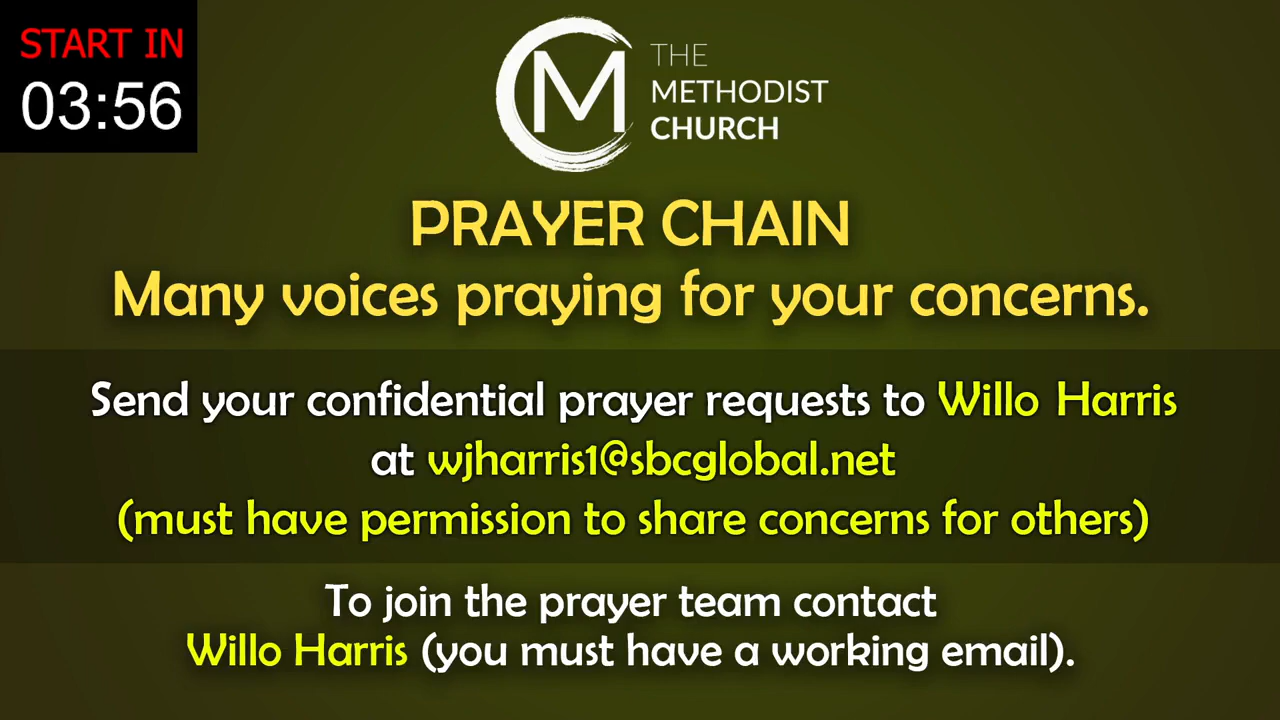 START IN
03:56
M
THE
METHODIST
CHURCH
PRAYER CHAIN
Many voices praying for your concerns.
Send your confidential prayer requests to Willo Harris
at wjharris1@sbcglobal.net
(must have permission to share concerns for others)
To join the prayer team contact
Willo Harris (you must have a working email).